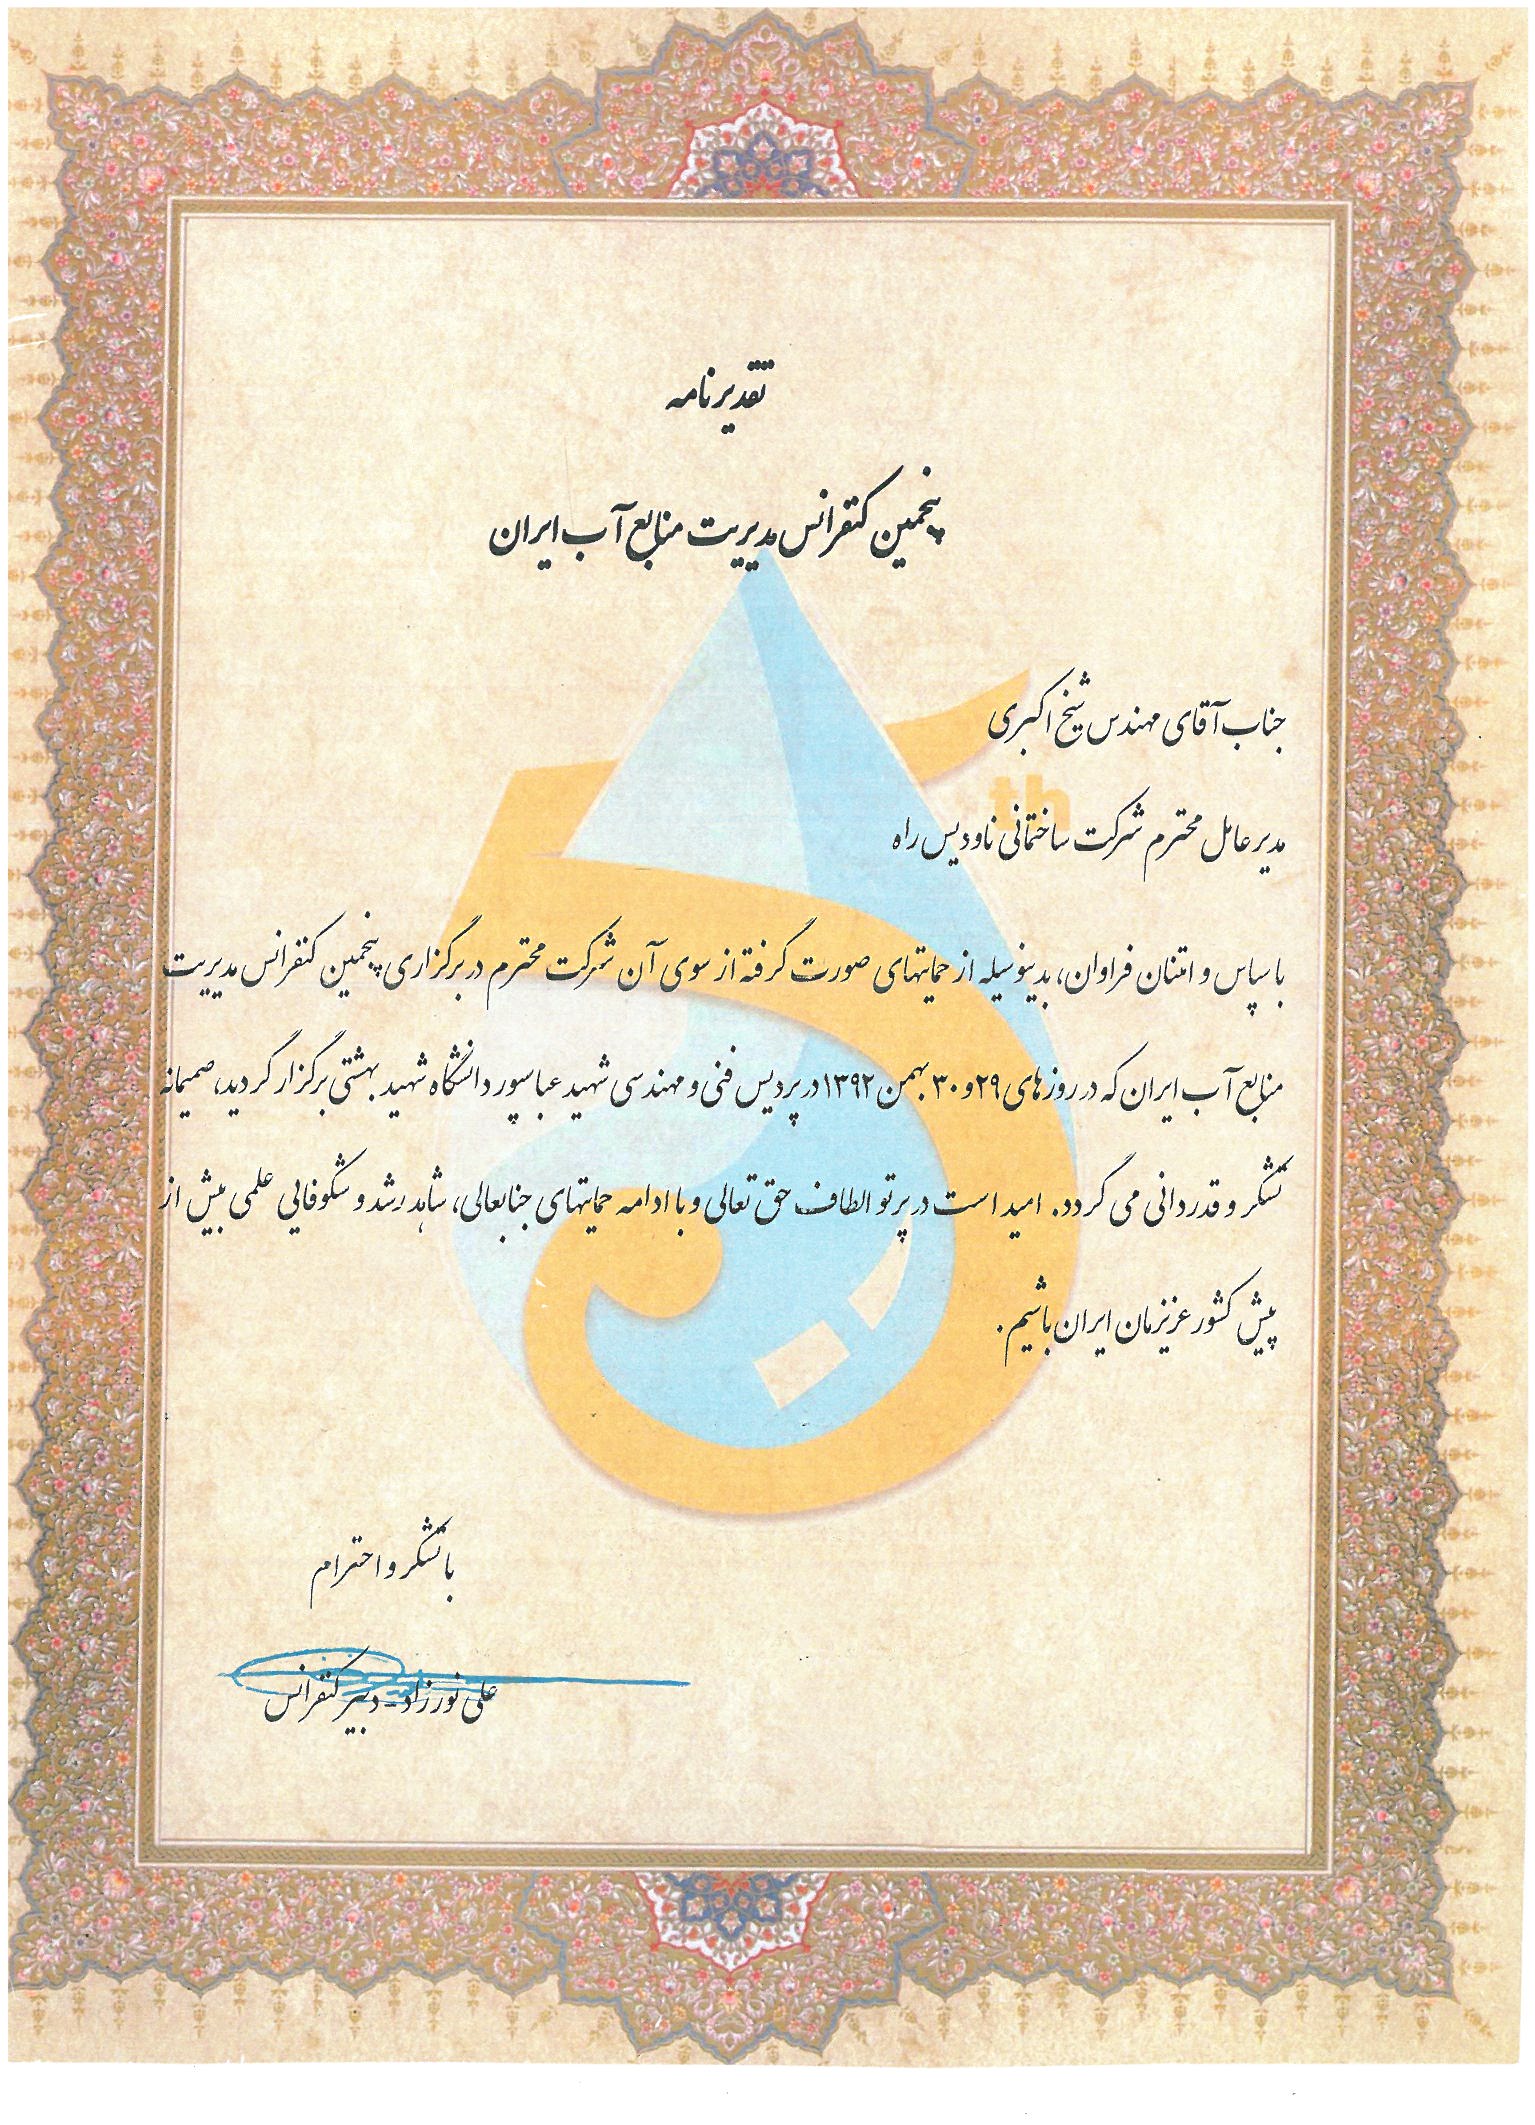 تقدیرنامه
پنجمین کنفرانس مدیریت منابع آب ایران
جناب آقای مهندس شیخ اکبری
th
مدیرعامل محترم شرکت ساختمانی ناودیس راه
با سپاس و امتنان فراوان، بدینوسیله از حمایتهای صورت گرفته از سوی آن شرکت محترم در برگزاری پنجمین کنفرانس مدیریت
منابع آب ایران که در روزهای ۲۹ و ۳۰ بهمن ۱۳۹۲ در پردیس فنی و مهندسی شهید عباسپور دانشگاه شهید بهشتی برگزار گردید، صمیمانه
تشکر و قدردانی می گردد. امید است در پرتو الطاف حق تعالی و با ادامه حمایتهای جنابعالی، شاهد رشد و شکوفایی علمی بیش از
پیش کشور عزیزمان ایران باشیم.
با تشکر و احترام
علی نورزاد - دبیر کنفرانس